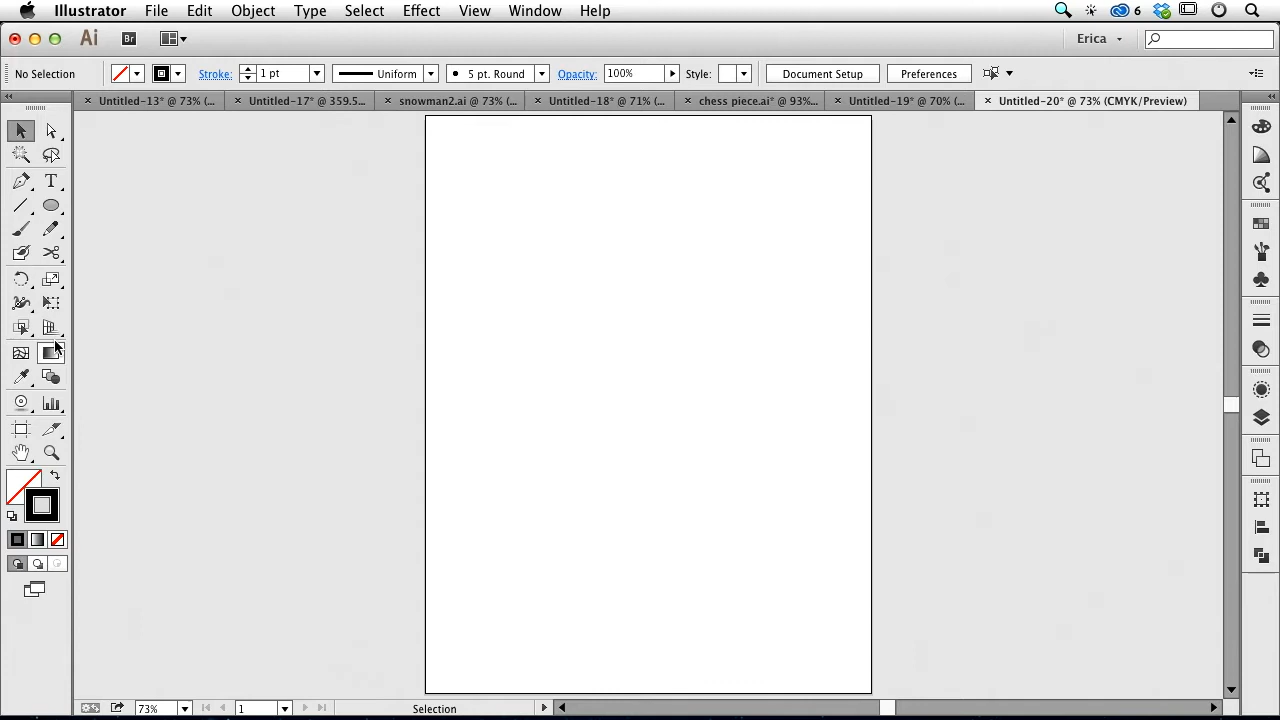 Illustrator File Edit Object Type Select Effect View Window Help 6
Ai Br Erica
No Selection Stroke: 1 pt Uniform 5 pt. Round Opacity: 100% Style: Document Setup Preferences
Untitled-13* @ 73% (... Untitled-17* @ 359.5... snowman2.ai @ 73% (... Untitled-18* @ 71% (... chess piece.ai* @ 93%... Untitled-19* @ 70% (... Untitled-20* @ 73% (CMYK/Preview)
T
73% 1 Selection